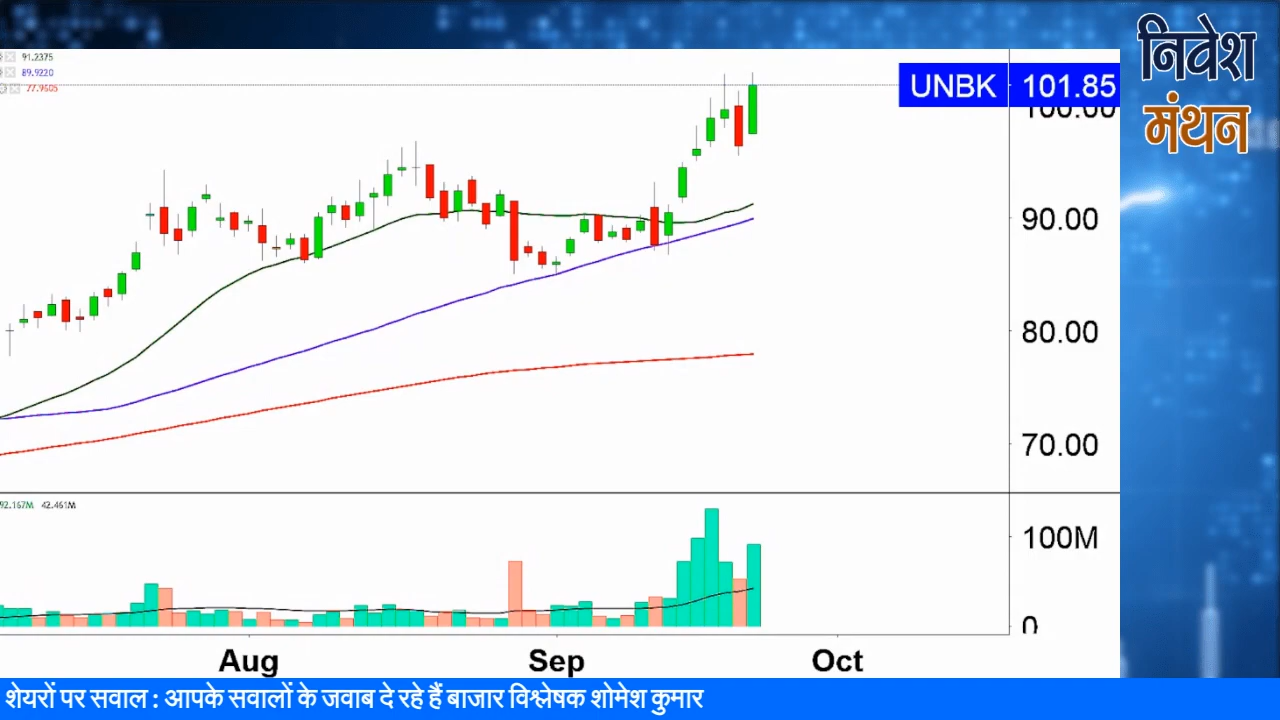 91.2375
89.9220
77.9505
UNBK 101.85
100.00
90.00
80.00
70.00
92.167M 42.461M
100M
0
Aug Sep Oct
निवेश
मंथन
शेयरों पर सवाल : आपके सवालों के जवाब दे रहे हैं बाजार विश्लेषक शोमेश कुमार